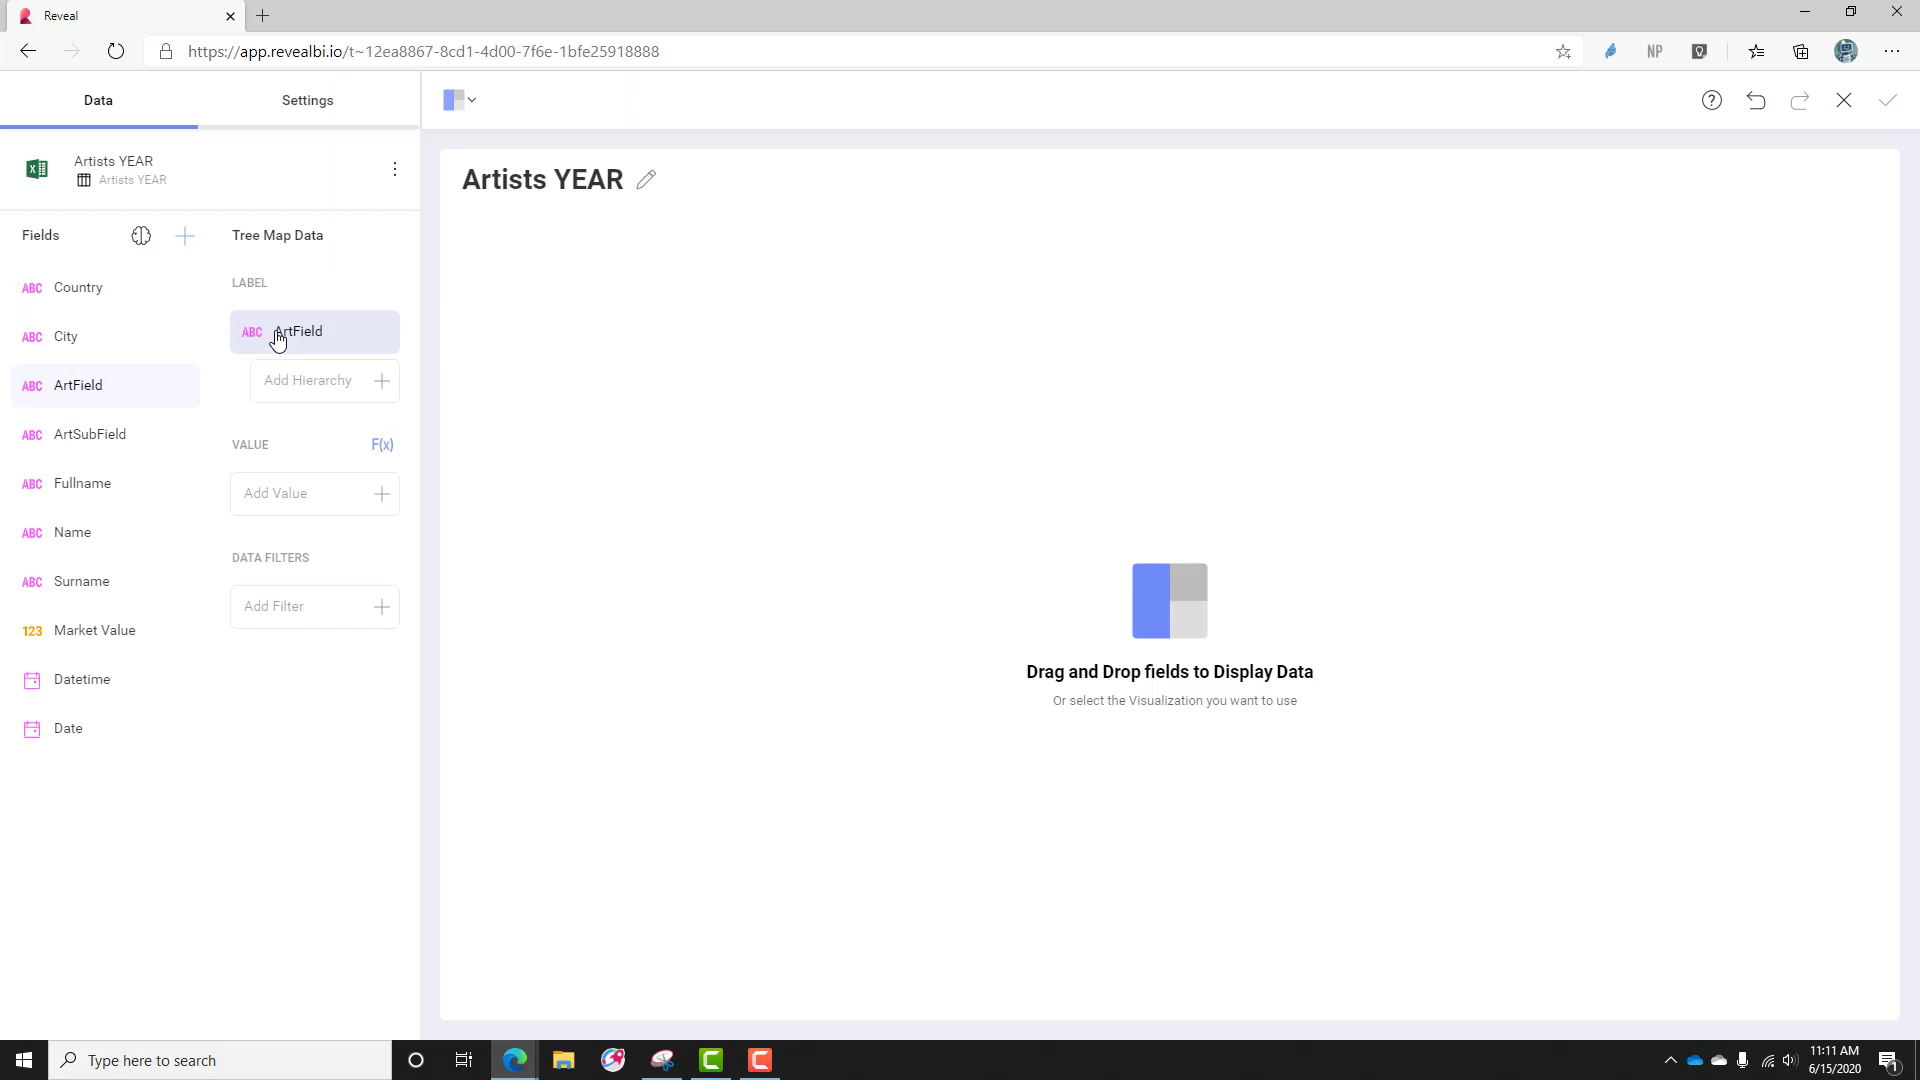 Reveal
https://app.revealbi.io/t~12ea8867-8cd1-4d00-7f6e-1bfe25918888
NP
Data
Settings
Artists YEAR
Artists YEAR
Fields
Tree Map Data
ABC Country
ABC City
ABC ArtField
ABC ArtSubField
ABC Fullname
ABC Name
ABC Surname
123 Market Value
Datetime
Date
LABEL
ABC ArtField
Add Hierarchy
VALUE
F(x)
Add Value
DATA FILTERS
Add Filter
Artists YEAR
Drag and Drop fields to Display Data
Or select the Visualization you want to use
Type here to search
11:11 AM
6/15/2020
1